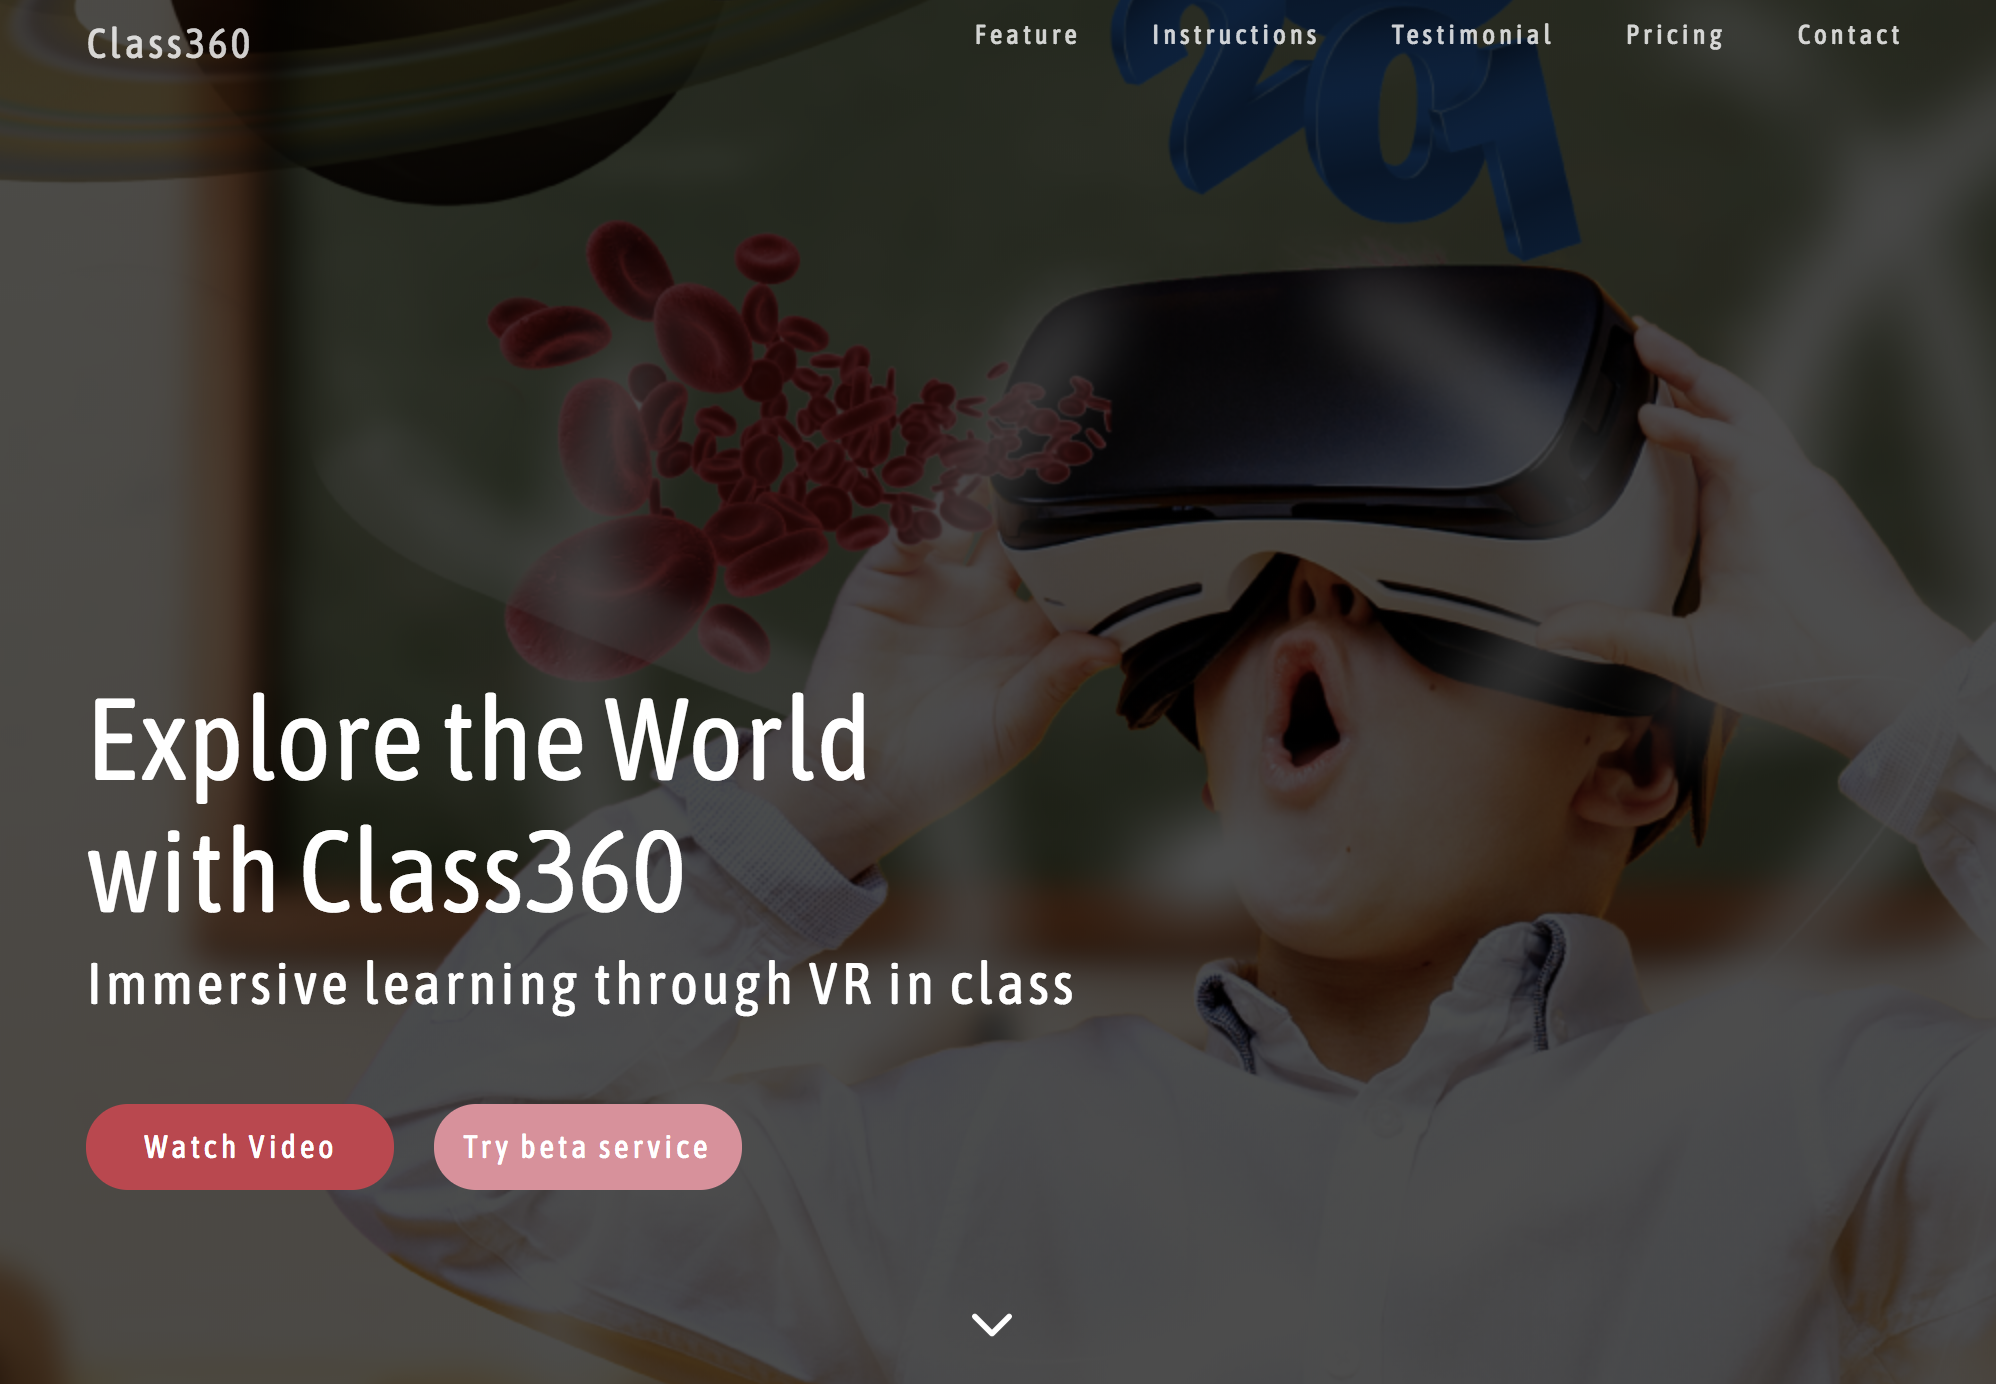 Class360
Feature Instructions Testimonial Pricing Contact
201
Explore the World
with Class360
Immersive learning through VR in class
Watch Video
Try beta service